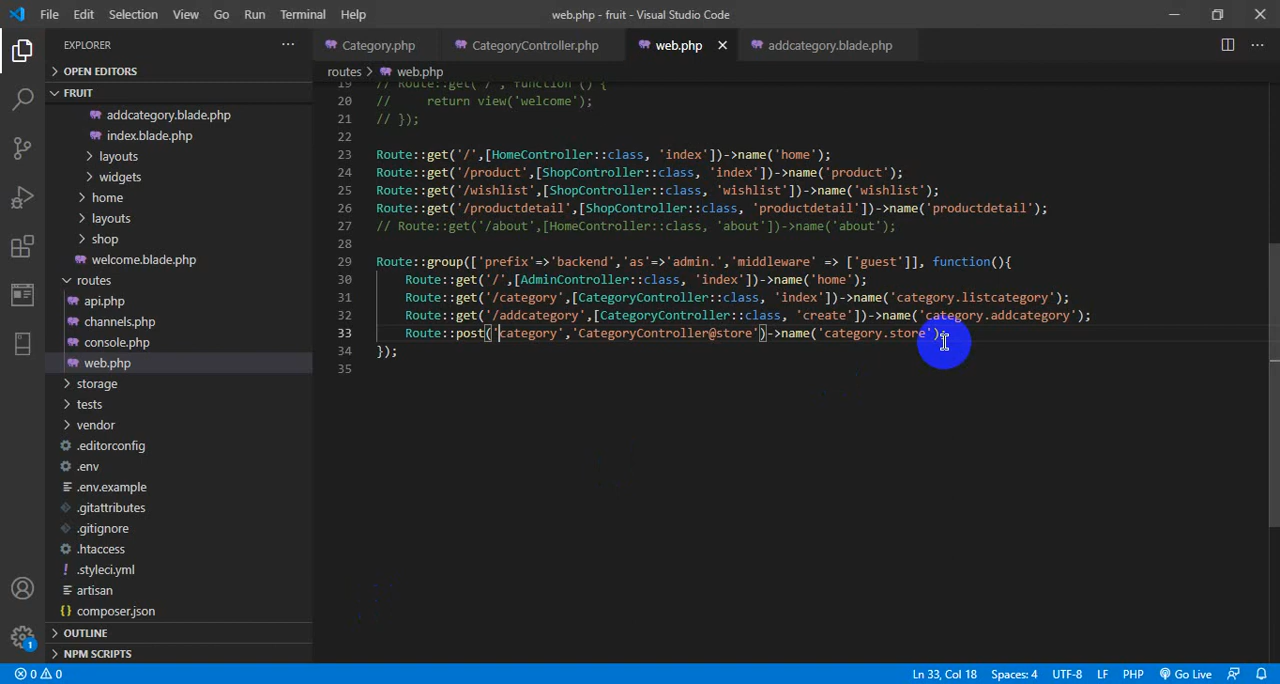 File Edit Selection View Go Run Terminal Help
web.php - fruit - Visual Studio Code
EXPLORER
Category.php
CategoryController.php
web.php
addcategory.blade.php
OPEN EDITORS
FRUIT
routes > web.php
addcategory.blade.php
index.blade.php
layouts
widgets
home
layouts
shop
welcome.blade.php
routes
api.php
channels.php
console.php
web.php
storage
tests
vendor
.editorconfig
.env
.env.example
.gitattributes
.gitignore
.htaccess
.styleci.yml
artisan
composer.json
OUTLINE
NPM SCRIPTS
19 // Route::get('/', function () {
20 //     return view('welcome');
21 // });
22
23 Route::get('/',[HomeController::class, 'index'])->name('home');
24 Route::get('/product',[ShopController::class, 'index'])->name('product');
25 Route::get('/wishlist',[ShopController::class, 'wishlist'])->name('wishlist');
26 Route::get('/productdetail',[ShopController::class, 'productdetail'])->name('productdetail');
27 // Route::get('/about',[HomeController::class, 'about'])->name('about');
28
29 Route::group(['prefix'=>'backend','as'=>'admin.','middleware' => ['guest']], function(){
30     Route::get('/',[AdminController::class, 'index'])->name('home');
31     Route::get('/category',[CategoryController::class, 'index'])->name('category.listcategory');
32     Route::get('/addcategory',[CategoryController::class, 'create'])->name('category.addcategory');
33     Route::post('category','CategoryController@store')->name('category.store');
34 });
35
1
0 0
Ln 33, Col 18
Spaces: 4
UTF-8
LF
PHP
Go Live